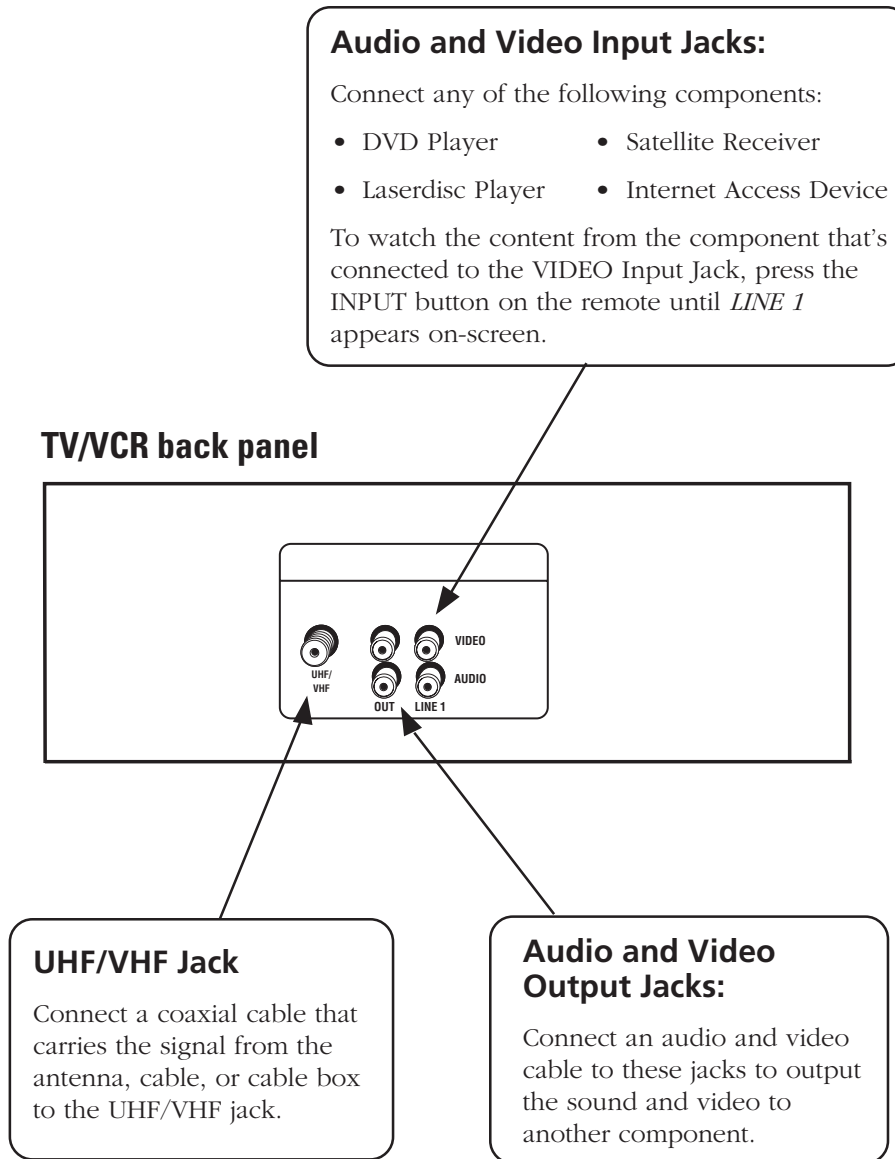 Audio and Video Input Jacks:
Connect any of the following components:
• DVD Player • Satellite Receiver
• Laserdisc Player • Internet Access Device
To watch the content from the component that's
connected to the VIDEO Input Jack, press the
INPUT button on the remote until LINE 1
appears on-screen.
TV/VCR back panel
VIDEO
UHF/
VHF
AUDIO
OUT LINE 1
UHF/VHF Jack
Connect a coaxial cable that
carries the signal from the
antenna, cable, or cable box
to the UHF/VHF jack.
Audio and Video
Output Jacks:
Connect an audio and video
cable to these jacks to output
the sound and video to
another component.